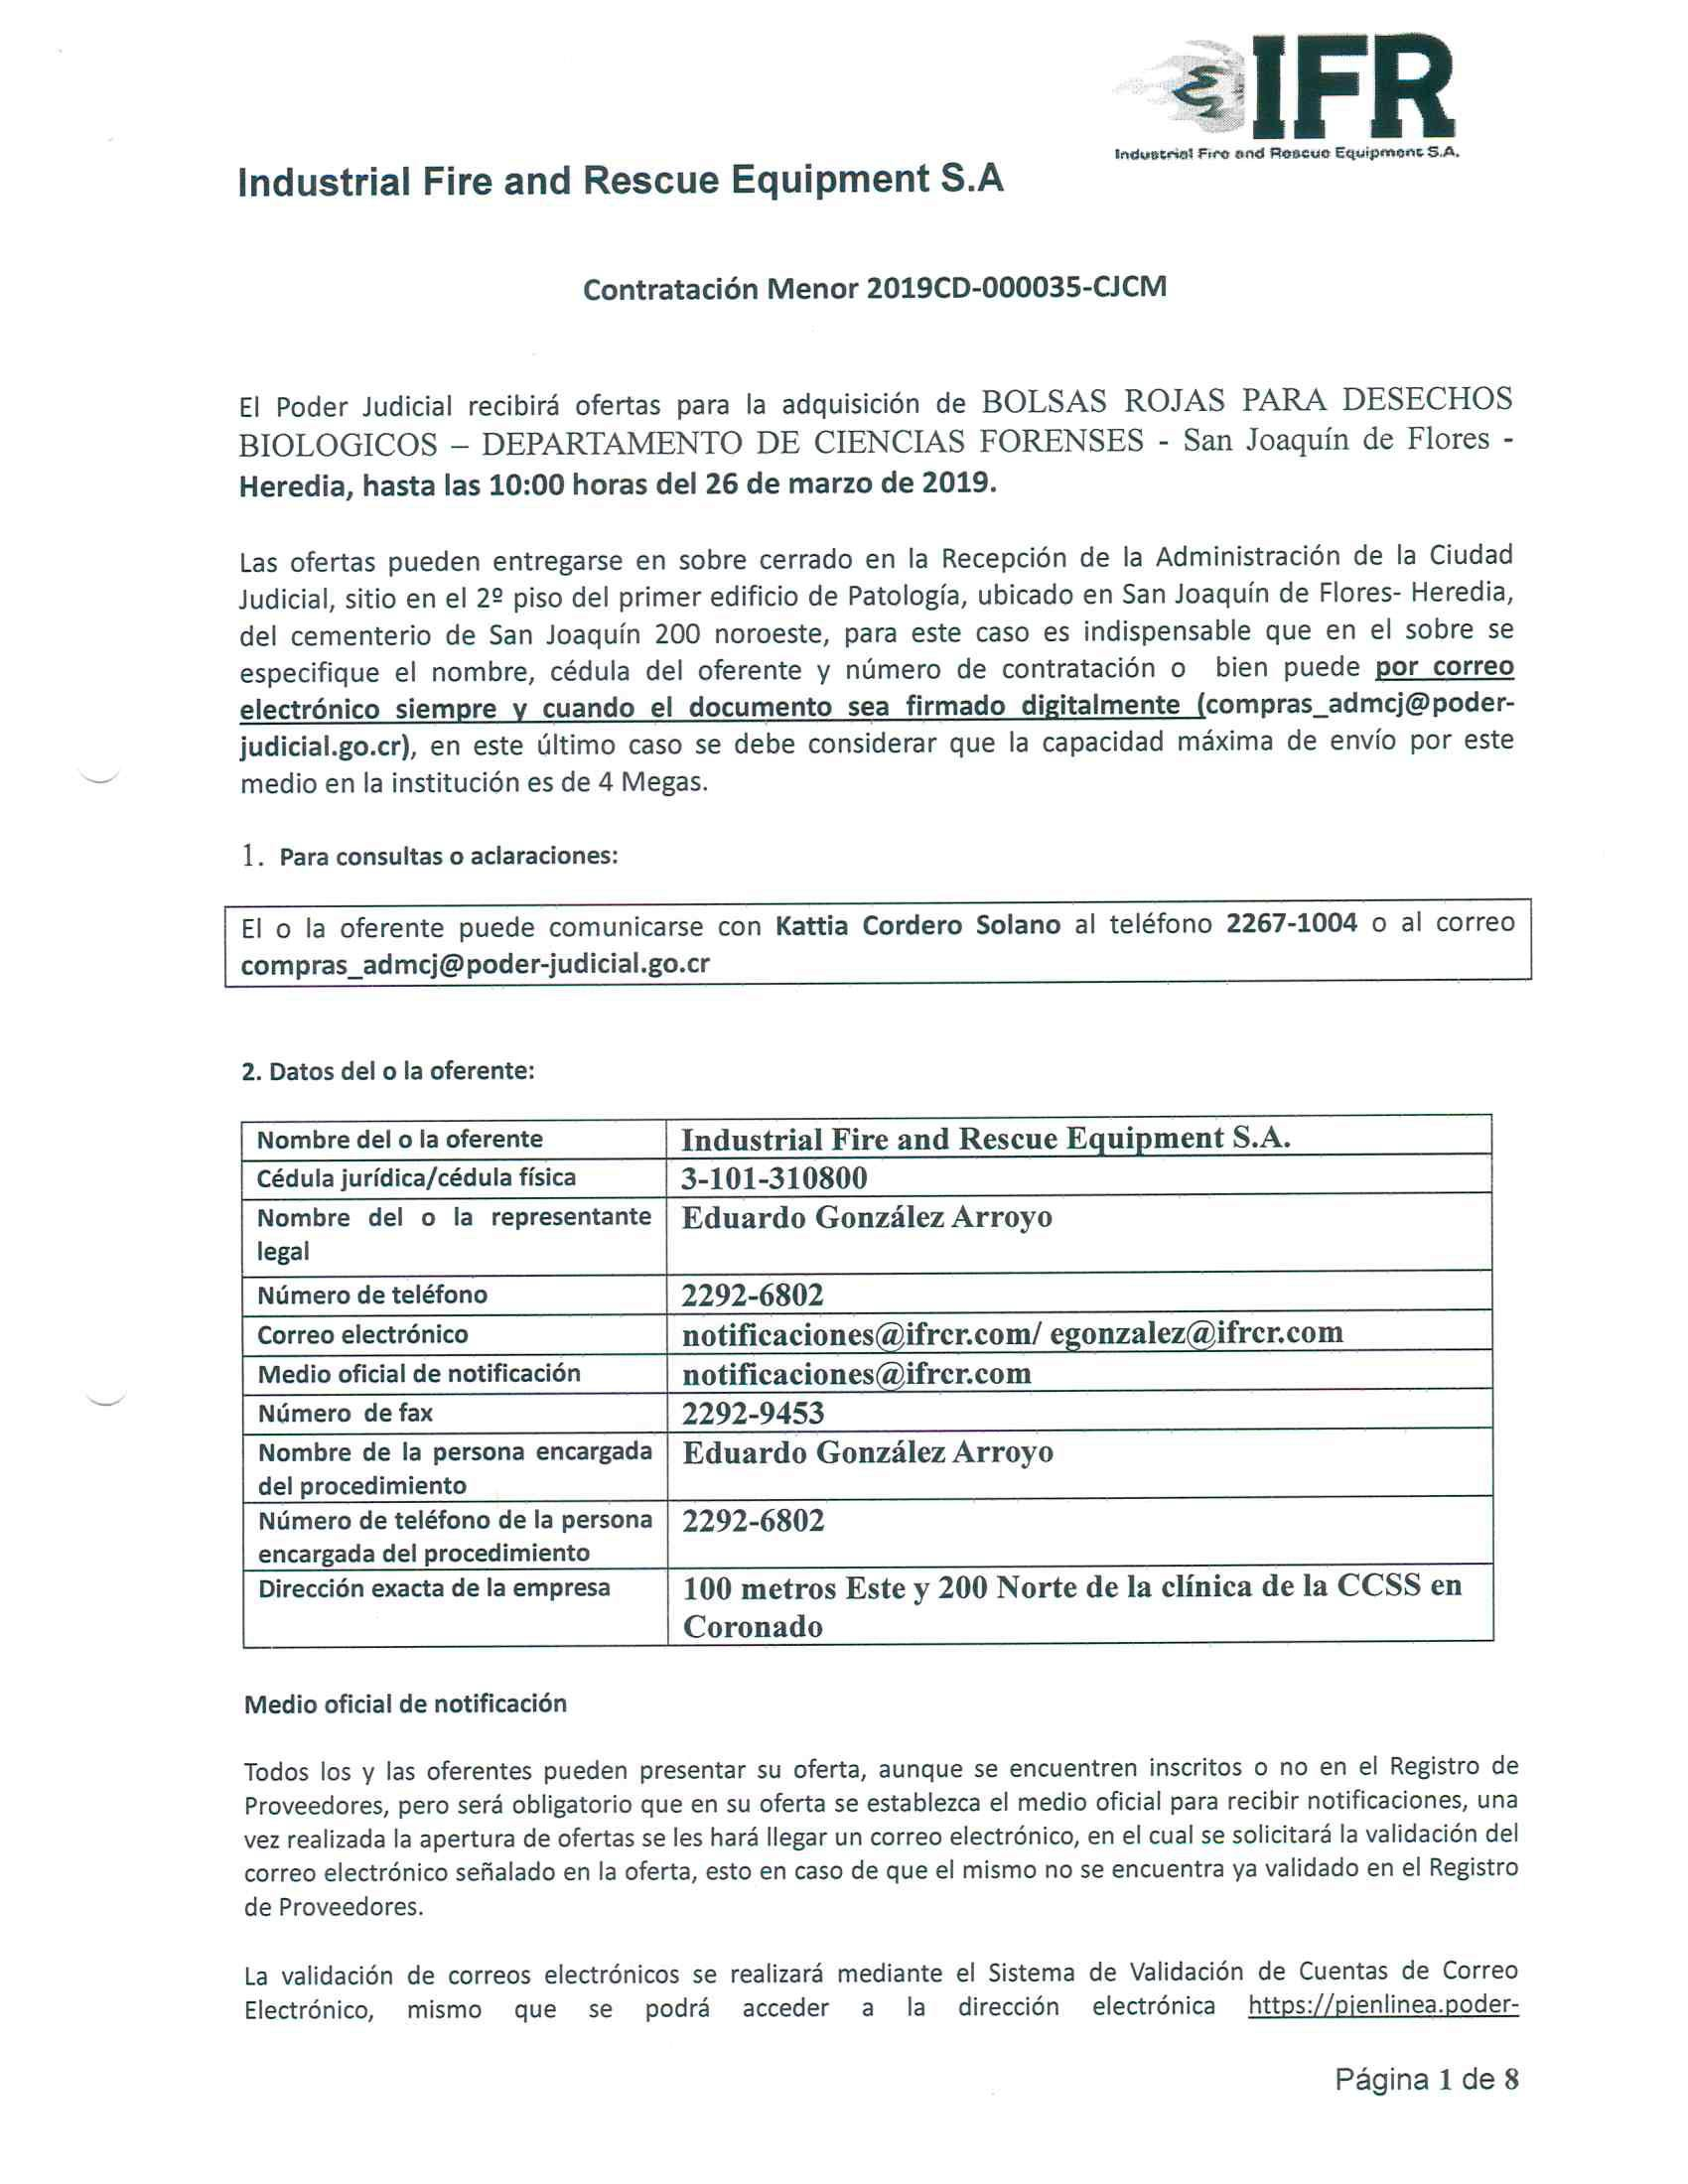 IFR
Industrial Fire and Rescue Equipment S.A.
Industrial Fire and Rescue Equipment S.A
Contratación Menor 2019CD-000035-CJCM
El Poder Judicial recibirá ofertas para la adquisición de BOLSAS ROJAS PARA DESECHOS
BIOLOGICOS – DEPARTAMENTO DE CIENCIAS FORENSES - San Joaquín de Flores -
Heredia, hasta las 10:00 horas del 26 de marzo de 2019.
Las ofertas pueden entregarse en sobre cerrado en la Recepción de la Administración de la Ciudad
Judicial, sitio en el 2º piso del primer edificio de Patología, ubicado en San Joaquín de Flores- Heredia,
del cementerio de San Joaquín 200 noroeste, para este caso es indispensable que en el sobre se
especifique el nombre, cédula del oferente y número de contratación o bien puede por correo
electrónico siempre y cuando el documento sea firmado digitalmente (compras_admcj@poder-
judicial.go.cr), en este último caso se debe considerar que la capacidad máxima de envío por este
medio en la institución es de 4 Megas.
1. Para consultas o aclaraciones:
El o la oferente puede comunicarse con Kattia Cordero Solano al teléfono 2267-1004 o al correo
compras_admcj@poder-judicial.go.cr
2. Datos del o la oferente:
Nombre del o la oferente Industrial Fire and Rescue Equipment S.A.
Cédula jurídica/cédula física 3-101-310800
Nombre del o la representante Eduardo González Arroyo
legal
Número de teléfono 2292-6802
Correo electrónico notificaciones@ifrcr.com/ egonzalez@ifrcr.com
Medio oficial de notificación notificaciones@ifrcr.com
Número de fax 2292-9453
Nombre de la persona encargada Eduardo González Arroyo
del procedimiento
Número de teléfono de la persona 2292-6802
encargada del procedimiento
Dirección exacta de la empresa 100 metros Este y 200 Norte de la clínica de la CCSS en
Coronado
Medio oficial de notificación
Todos los y las oferentes pueden presentar su oferta, aunque se encuentren inscritos o no en el Registro de
Proveedores, pero será obligatorio que en su oferta se establezca el medio oficial para recibir notificaciones, una
vez realizada la apertura de ofertas se les hará llegar un correo electrónico, en el cual se solicitará la validación del
correo electrónico señalado en la oferta, esto en caso de que el mismo no se encuentra ya validado en el Registro
de Proveedores.
La validación de correos electrónicos se realizará mediante el Sistema de Validación de Cuentas de Correo
Electrónico, mismo que se podrá acceder a la dirección electrónica https://pjenlinea.poder-
Página 1 de 8